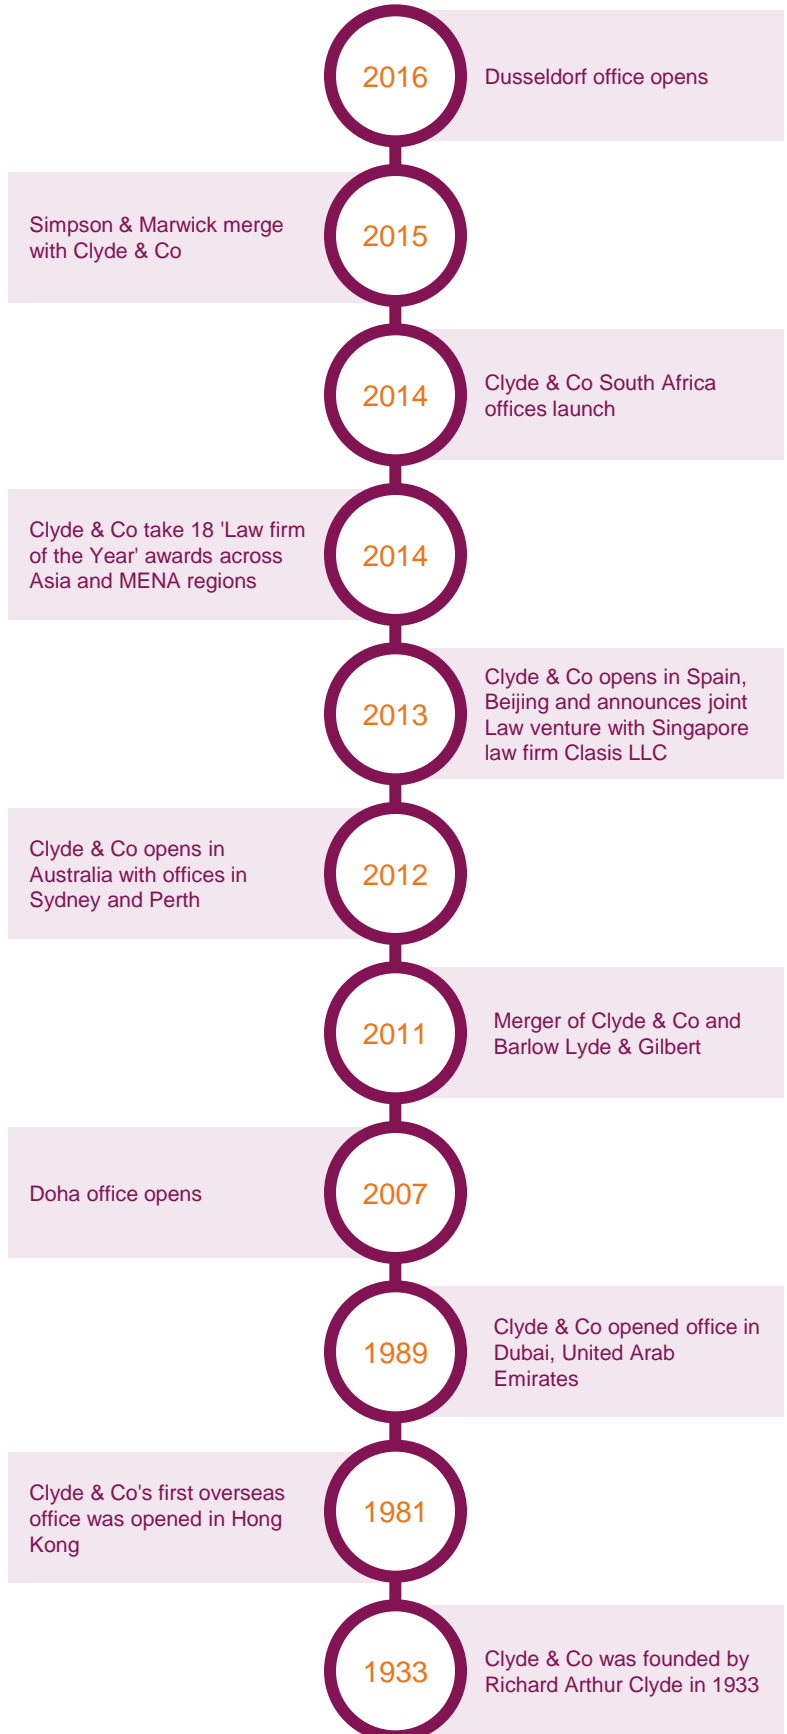 2016
Dusseldorf office opens
Simpson & Marwick merge
with Clyde & Co
2015
2014
Clyde & Co South Africa
offices launch
Clyde & Co take 18 'Law firm
of the Year' awards across
Asia and MENA regions
2014
2013
Clyde & Co opens in Spain,
Beijing and announces joint
Law venture with Singapore
law firm Clasis LLC
Clyde & Co opens in
Australia with offices in
Sydney and Perth
2012
2011
Merger of Clyde & Co and
Barlow Lyde & Gilbert
Doha office opens
2007
1989
Clyde & Co opened office in
Dubai, United Arab
Emirates
Clyde & Co's first overseas
office was opened in Hong
Kong
1981
1933
Clyde & Co was founded by
Richard Arthur Clyde in 1933